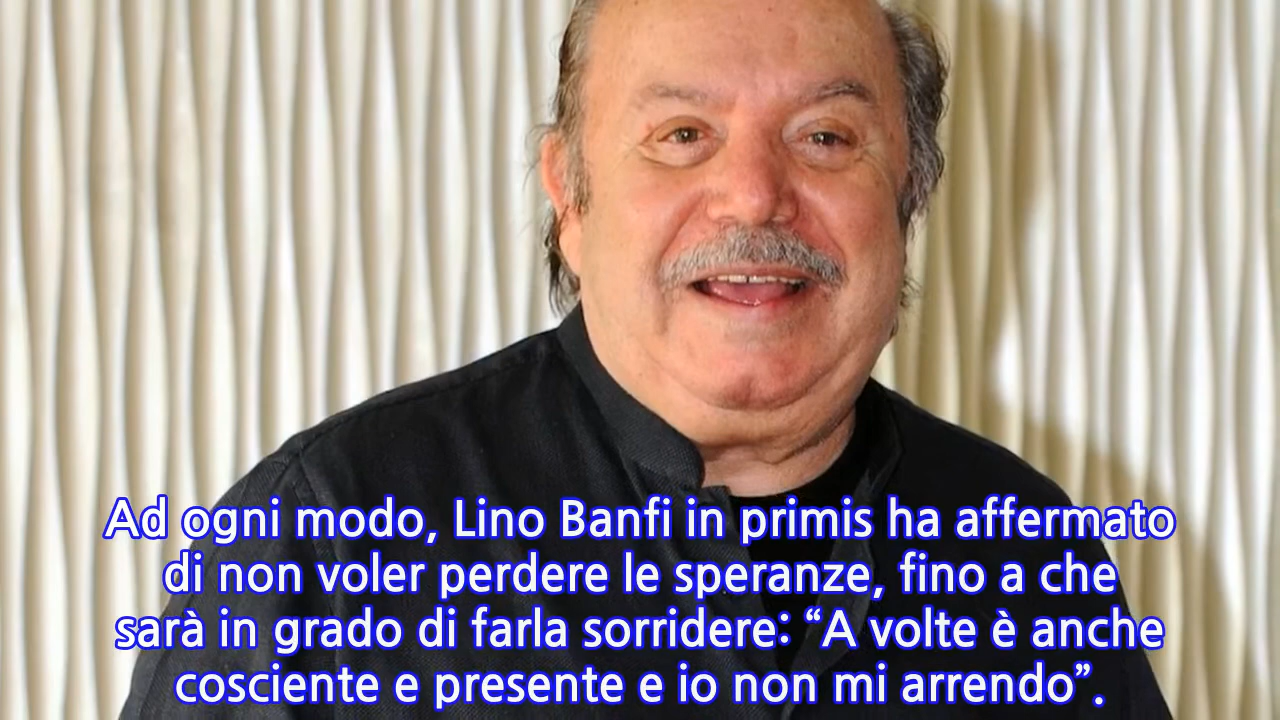 Ad ogni modo, Lino Banfi in primis ha affermato
di non voler perdere le speranze, fino a che
sarà in grado di farla sorridere: “A volte è anche
cosciente e presente e io non mi arrendo”.